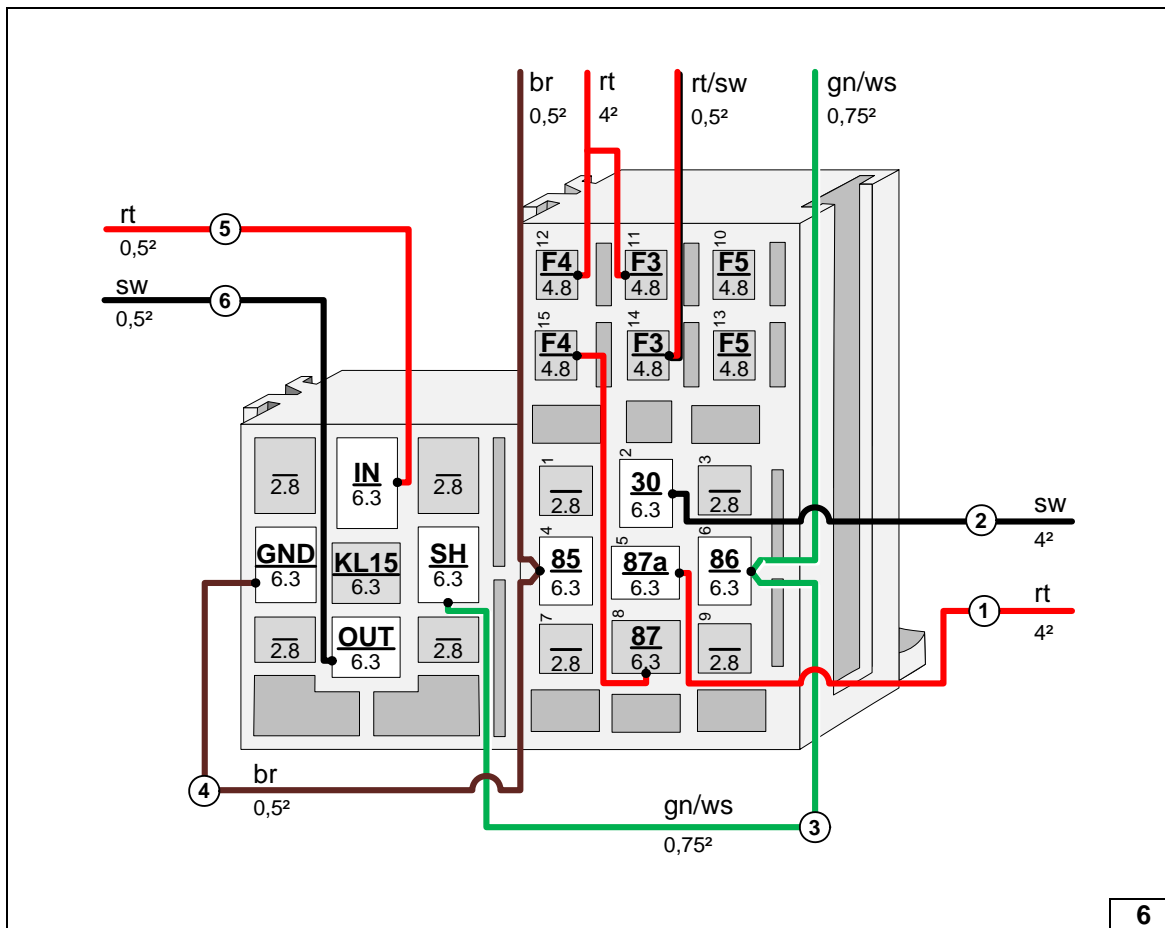 br
0,5²
rt
4²
rt/sw
0,5²
gn/ws
0,75²
rt
0,5²
5
sw
0,5²
6
12
F4
4.8
11
F3
4.8
10
F5
4.8
15
F4
4.8
14
F3
4.8
13
F5
4.8
2.8
IN
6.3
2.8
GND
6.3
KL15
6.3
SH
6.3
2.8
OUT
6.3
2.8
1
2.8
2
30
6.3
3
2.8
4
85
6.3
5
87a
6.3
6
86
6.3
7
2.8
8
87
6.3
9
2.8
2
sw
4²
1
rt
4²
4
br
0,5²
gn/ws
0,75²
3
6